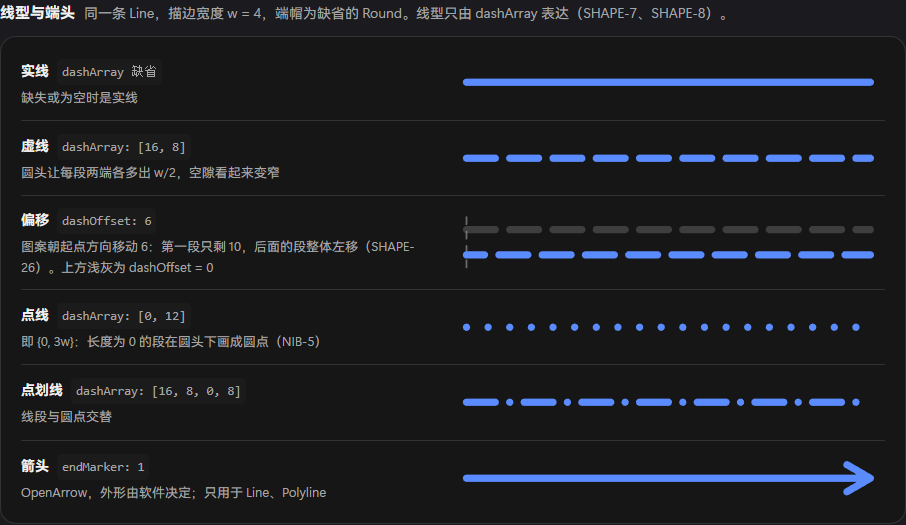 线型与端头 同一条 Line，描边宽度 w = 4，端帽为缺省的 Round。线型只由 dashArray 表达（SHAPE-7、SHAPE-8）。
实线 dashArray 缺省
缺失或为空时是实线
虚线 dashArray: [16, 8]
圆头让每段两端各多出 w/2，空隙看起来变窄
偏移 dashOffset: 6
图案朝起点方向移动 6：第一段只剩 10，后面的段整体左移（SHAPE-
26）。上方浅灰为 dashOffset = 0
点线 dashArray: [0, 12]
即 {0, 3w}：长度为 0 的段在圆头下画成圆点（NIB-5）
点划线 dashArray: [16, 8, 0, 8]
线段与圆点交替
箭头 endMarker: 1
OpenArrow，外形由软件决定；只用于 Line、Polyline